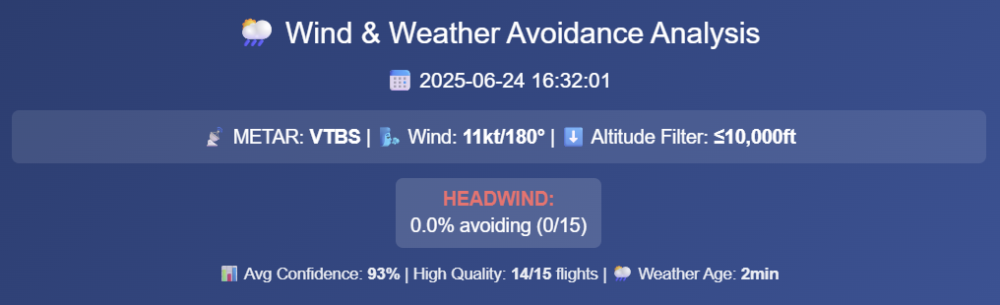 Wind & Weather Avoidance Analysis
2025-06-24 16:32:01
METAR: VTBS | Wind: 11kt/180° | Altitude Filter: ≤10,000ft
HEADWIND:
0.0% avoiding (0/15)
Avg Confidence: 93% | High Quality: 14/15 flights | Weather Age: 2min